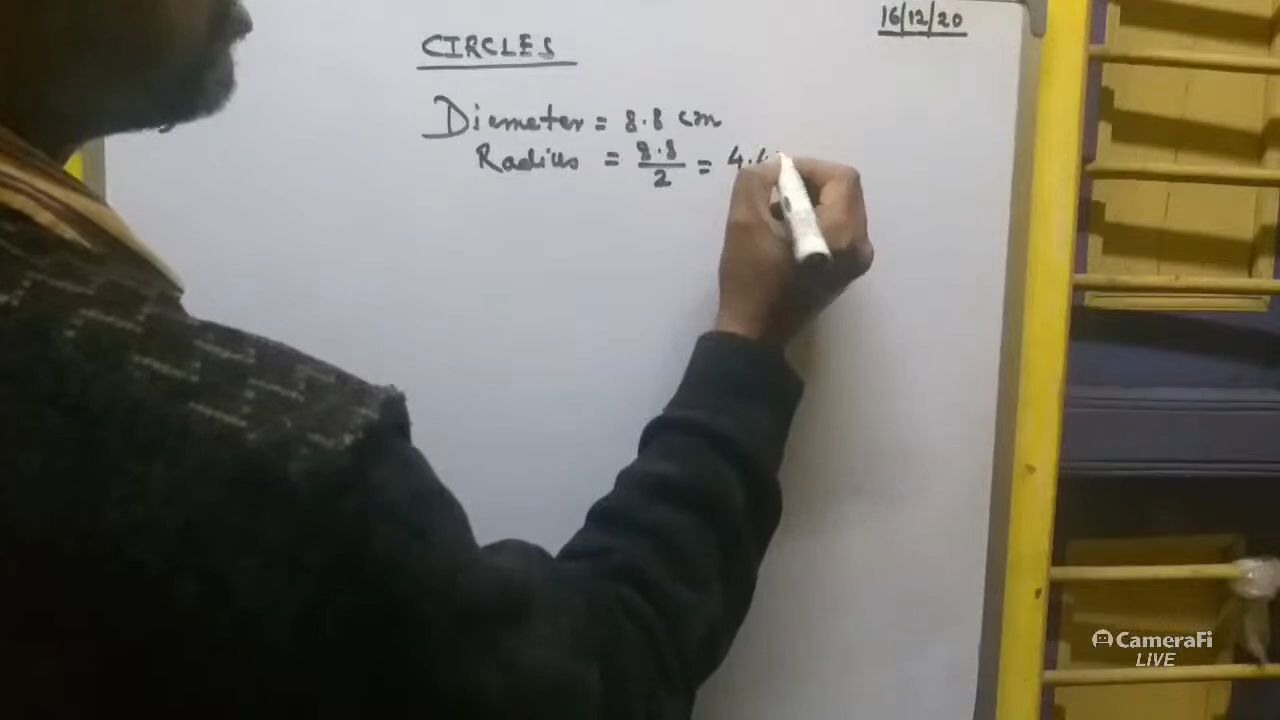 16/12/20
CIRCLES
Diameter = 8.8 cm
Radius = 8.8/2 = 4.4
CameraFi
LIVE